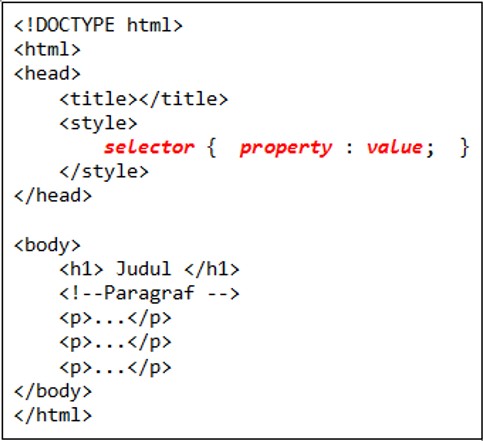 <!DOCTYPE html>
<html>
<head>
    <title></title>
    <style>
        selector {  property : value;  }
    </style>
</head>

<body>
    <h1> Judul </h1>
    <!--Paragraf -->
    <p>...</p>
    <p>...</p>
    <p>...</p>
</body>
</html>